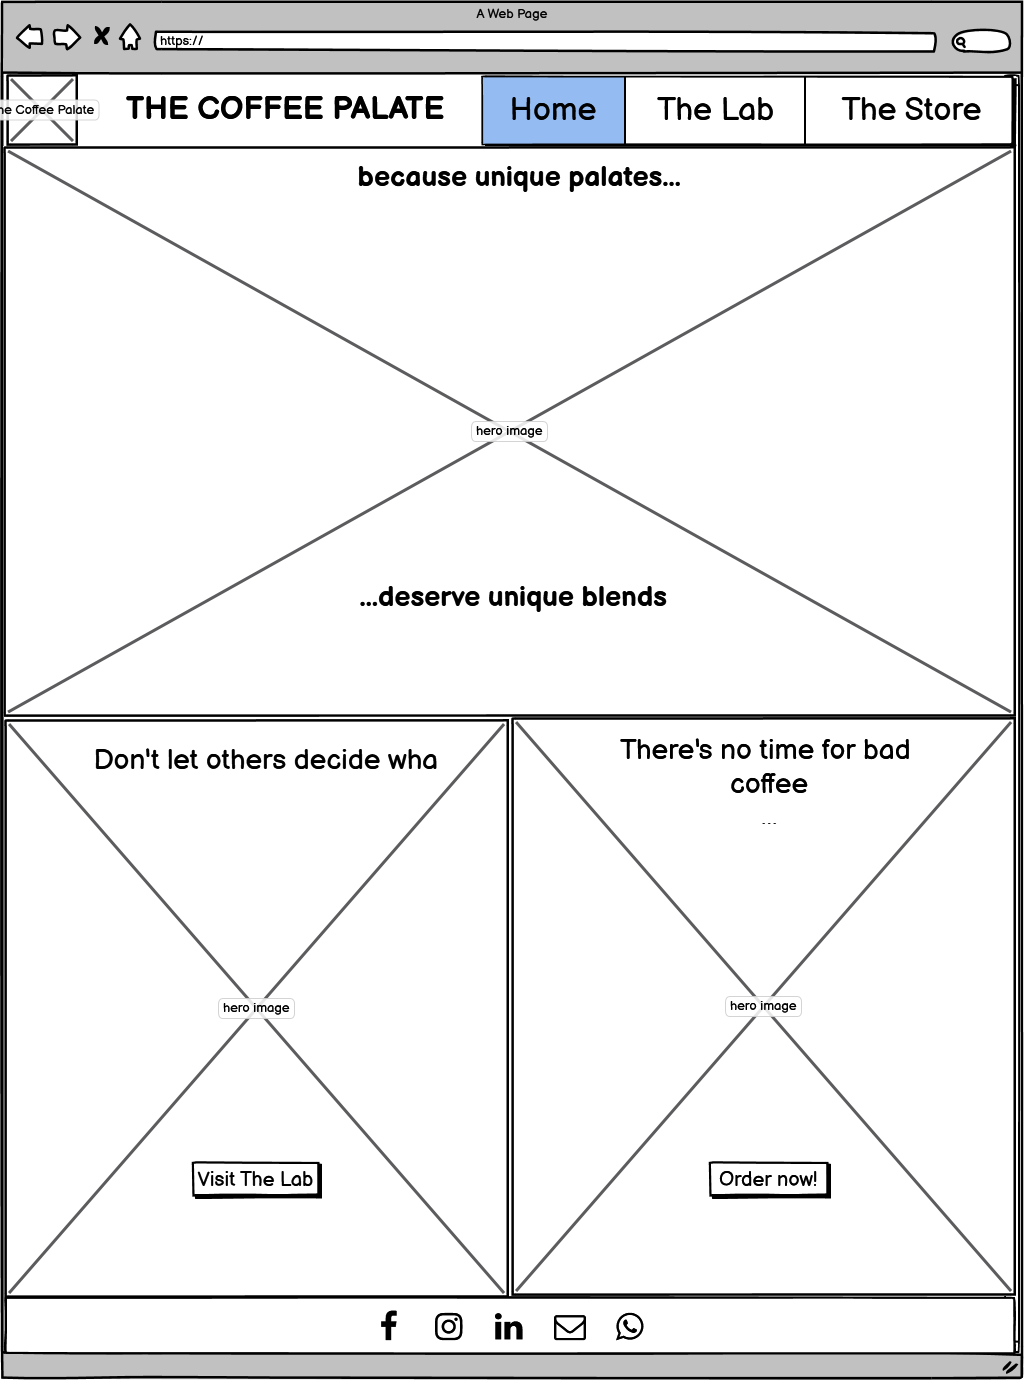 A Web Page
https://
he Coffee Palate
THE COFFEE PALATE
Home
The Lab
The Store
because unique palates...
hero image
...deserve unique blends
Don't let others decide wha
hero image
Visit The Lab
There's no time for bad
coffee
...
hero image
Order now!